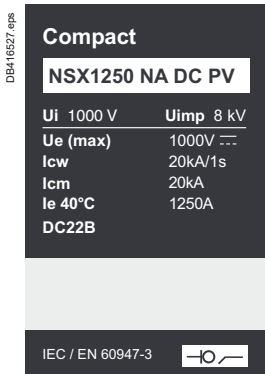 DB416527.eps
Compact
NSX1250 NA DC PV
Ui 1000 V Uimp 8 kV
Ue (max) 1000V
Icw 20kA/1s
Icm 20kA
Ie 40°C 1250A
DC22B
IEC / EN 60947-3